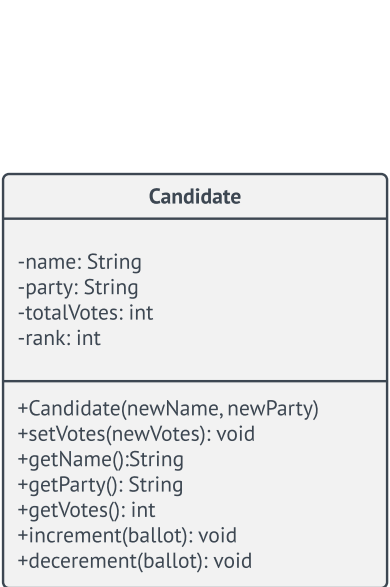 Candidate
-name: String
-party: String
-totalVotes: int
-rank: int
+Candidate(newName, newParty)
+setVotes(newVotes): void
+getName():String
+getParty(): String
+getVotes(): int
+increment(ballot): void
+decerement(ballot): void